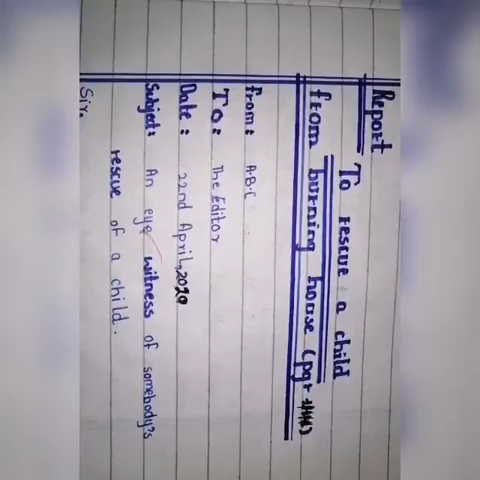 Report
To rescue a child
from burning house (pg#
from: A.B.C
To: The Editor
Date: 22nd April, 2020
Subject: An eye witness of somebody's
rescue of a child.
Sir,